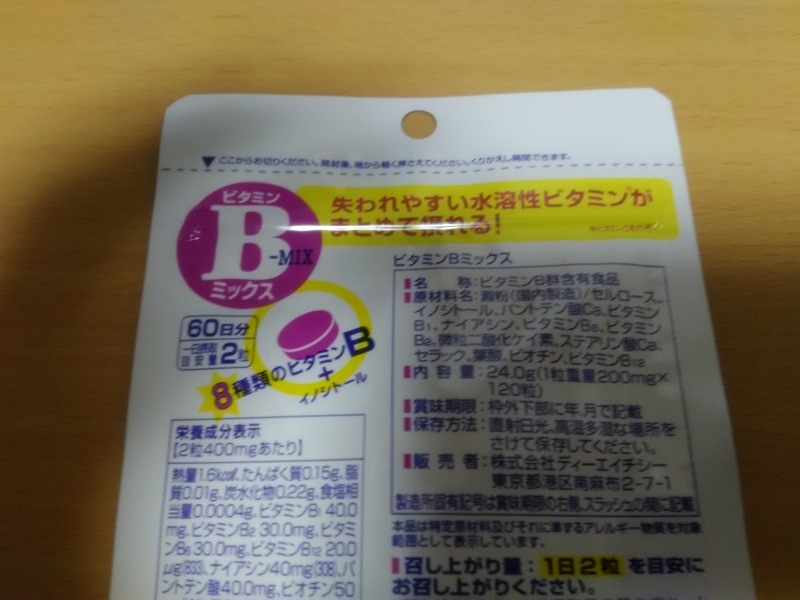 ▼ここからお切りください。開封後、端から軽く押さえてください。くりかえし開閉できます。
ビタミン
B
-MIX
ミックス
失われやすい水溶性ビタミンが
まとめて摂れる!
60日分
一日摂取
目安量2粒
8種類のビタミンB
+
イノシトール
ビタミンBミックス
名 称:ビタミンB群含有食品
原材料名:澱粉(国内製造)/セルロース、
イノシトール、パントテン酸Ca、ビタミン
B₁、ナイアシン、ビタミンB₆、ビタミン
B₂、微粒二酸化ケイ素、ステアリン酸Ca、
セラック、葉酸、ビオチン、ビタミンB₁₂
内 容 量:24.0g(1粒重量200mg×
120粒)
賞味期限:枠外下部に年.月で記載
保存方法:直射日光、高温多湿な場所を
さけて保存してください。
販 売 者:株式会社ディーエイチシー
東京都港区南麻布2-7-1
製造所固有記号は賞味期限の右側、スラッシュの間に記載
本品は特定原材料及びそれに準ずるアレルギー物質を対象
範囲として表示しています。
召し上がり量:1日2粒を目安に
お召し上がりください。
栄養成分表示
【2粒400mgあたり】
熱量1.6kcal、たんぱく質0.15g、脂
質0.01g、炭水化物0.22g、食塩相
当量0.0004g、ビタミンB₁ 40.0
mg、ビタミンB₂ 30.0mg、ビタミ
ンB₆ 30.0mg、ビタミンB₁₂ 20.0
μg(833)、ナイアシン40mg(308)、パ
ントテン酸40.0mg、ビオチン50